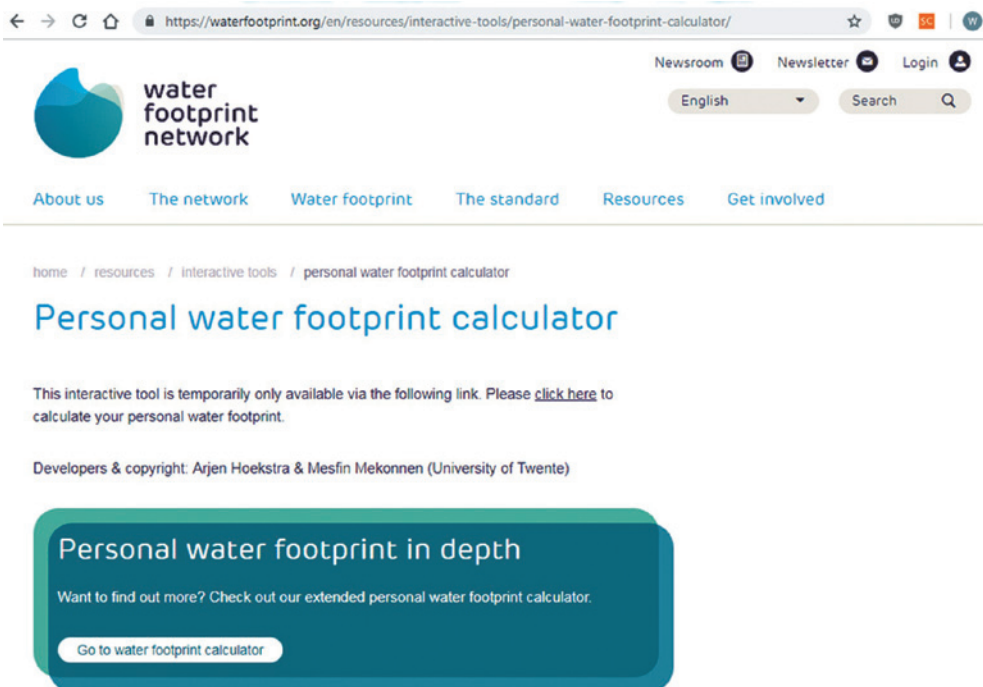 https://waterfootprint.org/en/resources/interactive-tools/personal-water-footprint-calculator/
UD
SC
W
Newsroom Newsletter Login
water
footprint
network
English Search
About us The network Water footprint The standard Resources Get involved
home / resources / interactive tools / personal water footprint calculator
Personal water footprint calculator
This interactive tool is temporarily only available via the following link. Please click here to
calculate your personal water footprint.
Developers & copyright: Arjen Hoekstra & Mesfin Mekonnen (University of Twente)
Personal water footprint in depth
Want to find out more? Check out our extended personal water footprint calculator.
Go to water footprint calculator